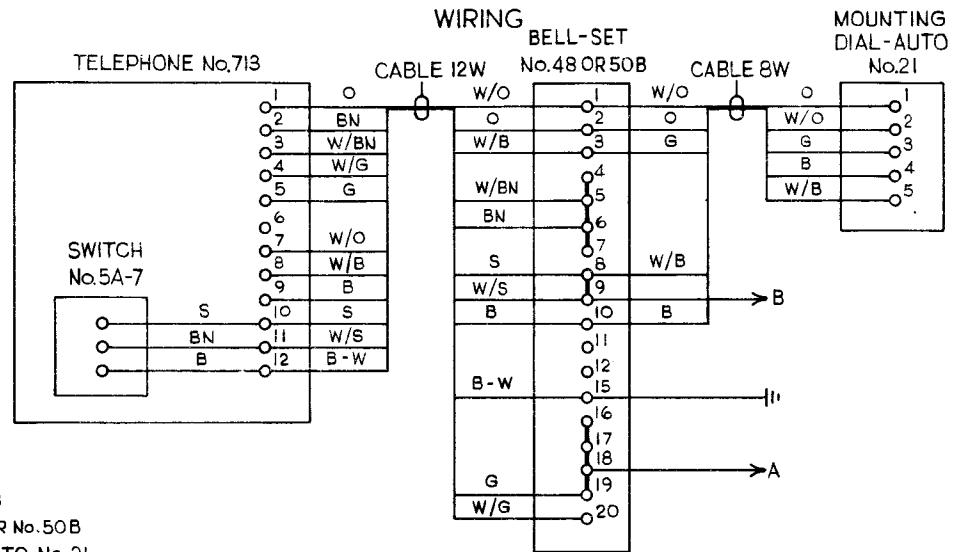 WIRING
TELEPHONE No.713
CABLE 12W
BELL-SET
No.48 OR 50B
CABLE 8W
MOUNTING
DIAL-AUTO
No.21
1 O W/O 1 W/O O 1
2 BN O 2 O W/O 2
3 W/BN W/B 3 G G 3
4 W/G 4 B 4
5 G W/BN 5 W/B 5
6 BN 6
7 W/O 7
8 W/B S 8 W/B
9 B W/S 9 B
S 10 S B 10 B
BN 11 W/S 11
B 12 B-W 12
SWITCH
No.5A-7
B-W 15
16
17
18 A
G 19
W/G 20
R No.50B
TO No.21